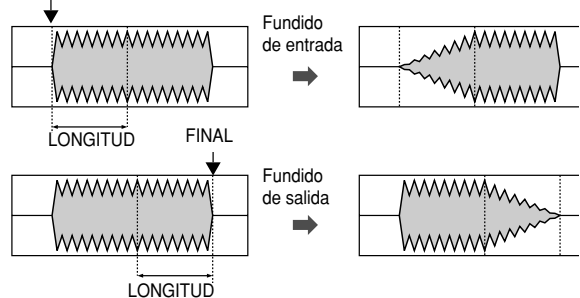 Fundido
de entrada
LONGITUD
FINAL
Fundido
de salida
LONGITUD